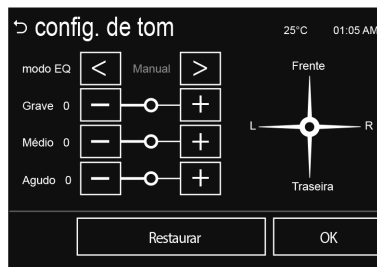 config. de tom 25°C 01:05 AM
modo EQ < Manual >
Frente
Grave 0 − +
L R
Médio 0 − +
Agudo 0 − +
Traseira
Restaurar OK